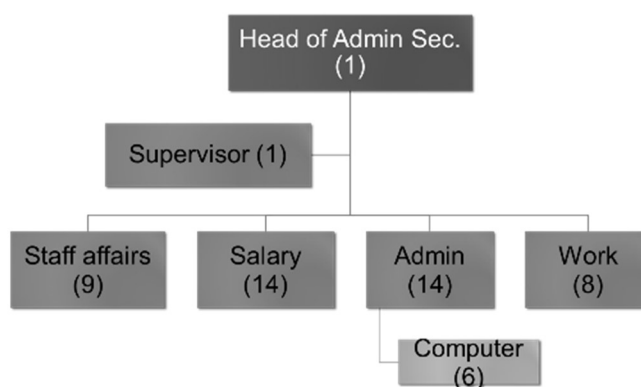 Head of Admin Sec.
(1)
Supervisor (1)
Staff affairs
(9)
Salary
(14)
Admin
(14)
Work
(8)
Computer
(6)